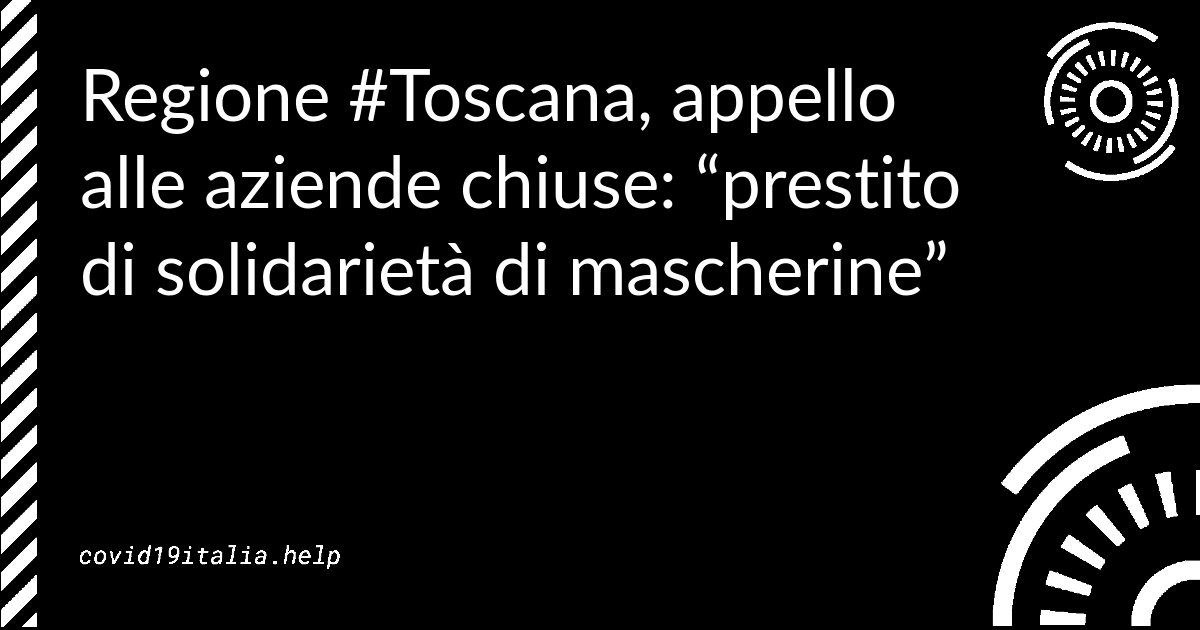 Regione #Toscana, appello
alle aziende chiuse: “prestito
di solidarietà di mascherine”
covid19italia.help